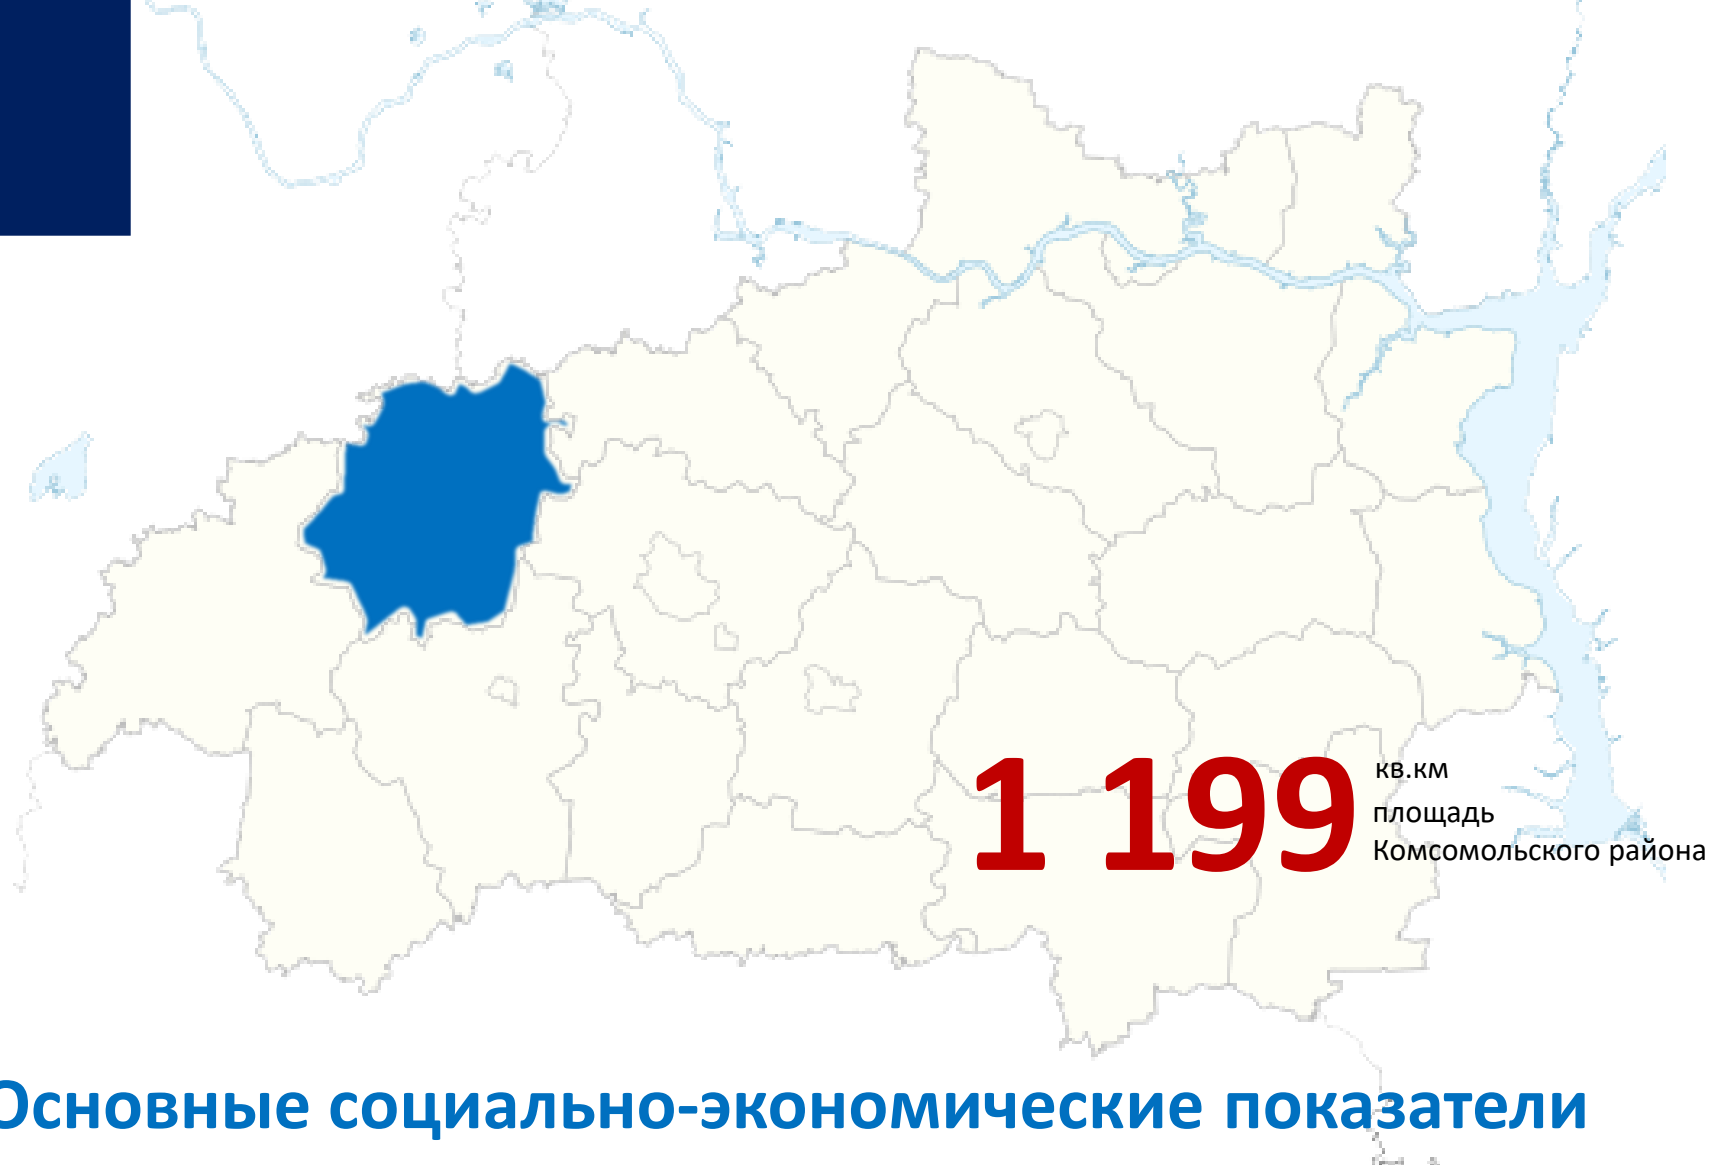 1 199
кв.км
площадь
Комсомольского района
Основные социально-экономические показатели